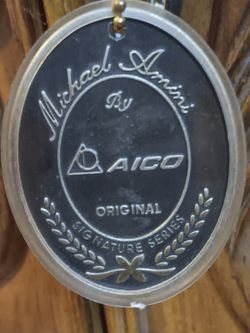 Michael Amini
By
AICO
ORIGINAL
SIGNATURE SERIES